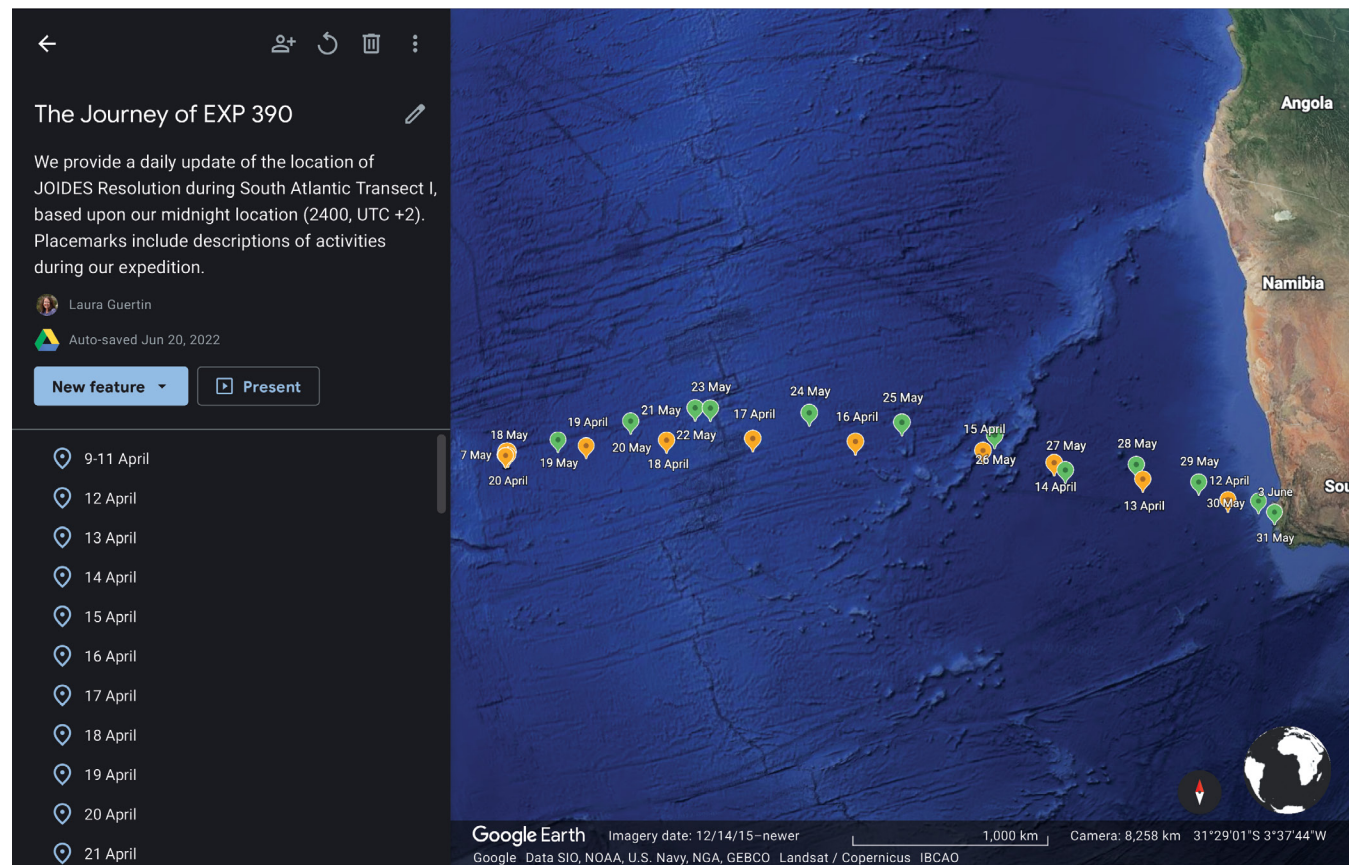 The Journey of EXP 390
We provide a daily update of the location of
JOIDES Resolution during South Atlantic Transect I,
based upon our midnight location (2400, UTC +2).
Placemarks include descriptions of activities
during our expedition.
Laura Guertin
Auto-saved Jun 20, 2022
New feature
Present
9-11 April
12 April
13 April
14 April
15 April
16 April
17 April
18 April
19 April
20 April
21 April
Angola
Namibia
Sou
23 May
24 May
25 May
21 May
17 April
16 April
19 April
20 May
22 May
18 May
7 May
19 May
18 April
20 April
15 April
26 May
27 May
28 May
14 April
13 April
29 May
12 April
30 May
3 June
31 May
Google Earth
Imagery date: 12/14/15–newer
1,000 km
Camera: 8,258 km 31°29'01"S 3°37'44"W
Google Data SIO, NOAA, U.S. Navy, NGA, GEBCO Landsat / Copernicus IBCAO